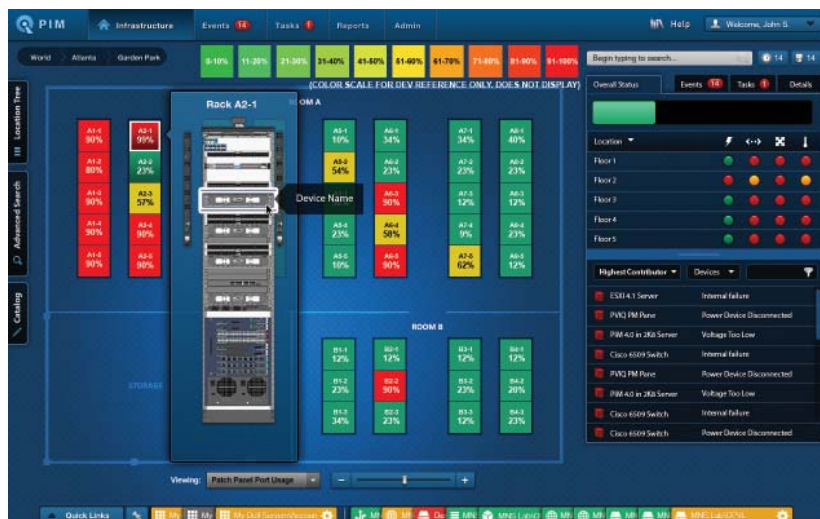 PIM Infrastructure Events 14 Tasks 1 Reports Admin Help Welcome, John S.
World Atlanta Garden Park
0-10% 11-20% 21-30% 31-40% 41-50% 51-60% 61-70% 71-80% 81-90% 91-100%
Begin typing to search... 14 14
(COLOR SCALE FOR DEV REFERENCE ONLY. DOES NOT DISPLAY)
Overall Status Events 14 Tasks 1 Details
Location Tree
Advanced Search
Catalog
Rack A2-1
OM A
A1-1
90%
A2-1
99%
A1-2
80%
A2-2
23%
A1-3
90%
A2-3
57%
A1-4
90%
90%
A1-5
90%
90%
Device Name
A5-1
10%
A6-1
34%
A7-1
34%
A8-1
40%
54%
A6-2
23%
A7-2
23%
A8-2
23%
A6-3
90%
A7-3
12%
A8-3
12%
A5-4
23%
A6-4
58%
A7-4
9%
A8-4
23%
A5-5
10%
A6-5
90%
A7-5
62%
A8-5
12%
ROOM B
B1-1
12%
B2-1
12%
B3-1
12%
B4-1
12%
B1-2
23%
B2-2
90%
B3-2
23%
B4-2
20%
B1-3
34%
B2-3
23%
B3-3
12%
B4-3
23%
STORAGE
Location
Floor 1
Floor 2
Floor 3
Floor 4
Floor 5
Highest Contributor Devices
ESXI 4.1 Server Internal failure
PVIQ PM Pane Power Device Disconnected
PIM 4.0 in 2K8 Server Voltage Too Low
Cisco 6509 Switch Internal failure
PVIQ PM Pane Power Device Disconnected
PIM 4.0 in 2K8 Server Voltage Too Low
Cisco 6509 Switch Internal failure
Cisco 6509 Switch Power Device Disconnected
Viewing: Patch Panel Port Usage - +
Quick Links My My My Dell